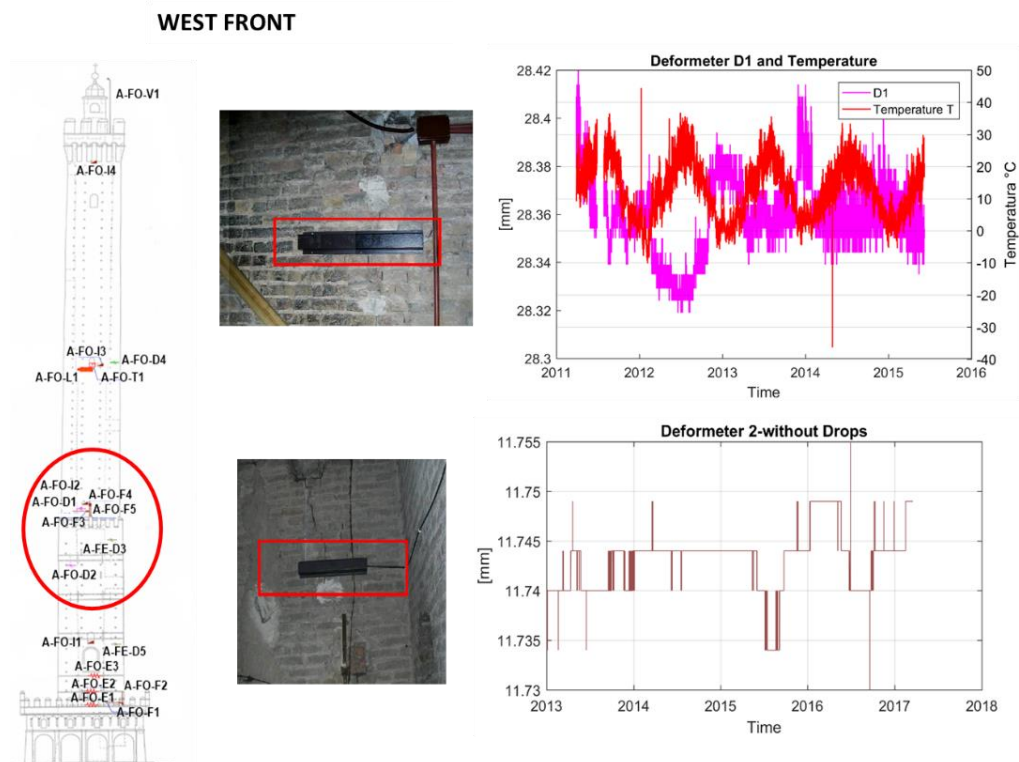 WEST FRONT
A-FO-V1
A-FO-I4
A-FO-I3
A-FO-D4
A-FO-L1
A-FO-T1
A-FO-I2
A-FO-F4
A-FO-D1
A-FO-F5
A-FO-F3
A-FE-D3
A-FO-D2
A-FO-I1
A-FE-D5
A-FO-E3
A-FO-E2
A-FO-F2
A-FO-E1
A-FO-F1
Deformeter D1 and Temperature
D1
Temperature T
28.42
28.4
28.38
28.36
28.34
28.32
28.3
[mm]
50
40
30
20
10
0
-10
-20
-30
-40
Temperatura °C
2011 2012 2013 2014 2015 2016
Time
Deformeter 2-without Drops
11.755
11.75
11.745
11.74
11.735
11.73
[mm]
2013 2014 2015 2016 2017 2018
Time